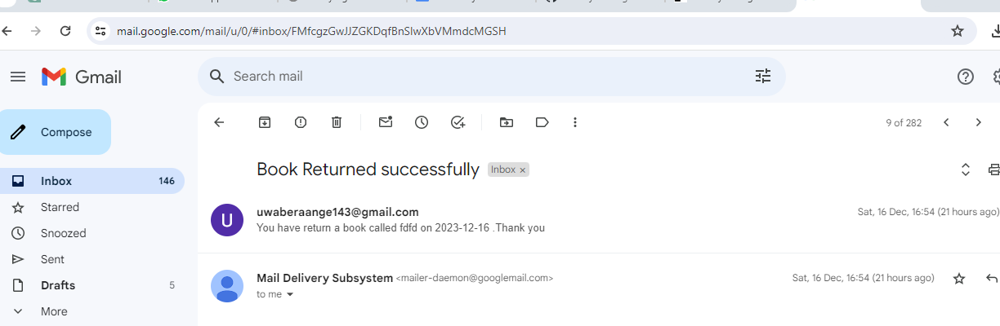 mail.google.com/mail/u/0/#inbox/FMfcgzGwJJZGKDqfBnSlwXbVMmdcMGSH
Gmail
Search mail
Compose
9 of 282
Book Returned successfully Inbox ×
Inbox 146
Starred
Snoozed
Sent
Drafts 5
More
U
uwaberaange143@gmail.com
Sat, 16 Dec, 16:54 (21 hours ago)
You have return a book called fdfd on 2023-12-16 .Thank you
Mail Delivery Subsystem <mailer-daemon@googlemail.com>
Sat, 16 Dec, 16:54 (21 hours ago)
to me